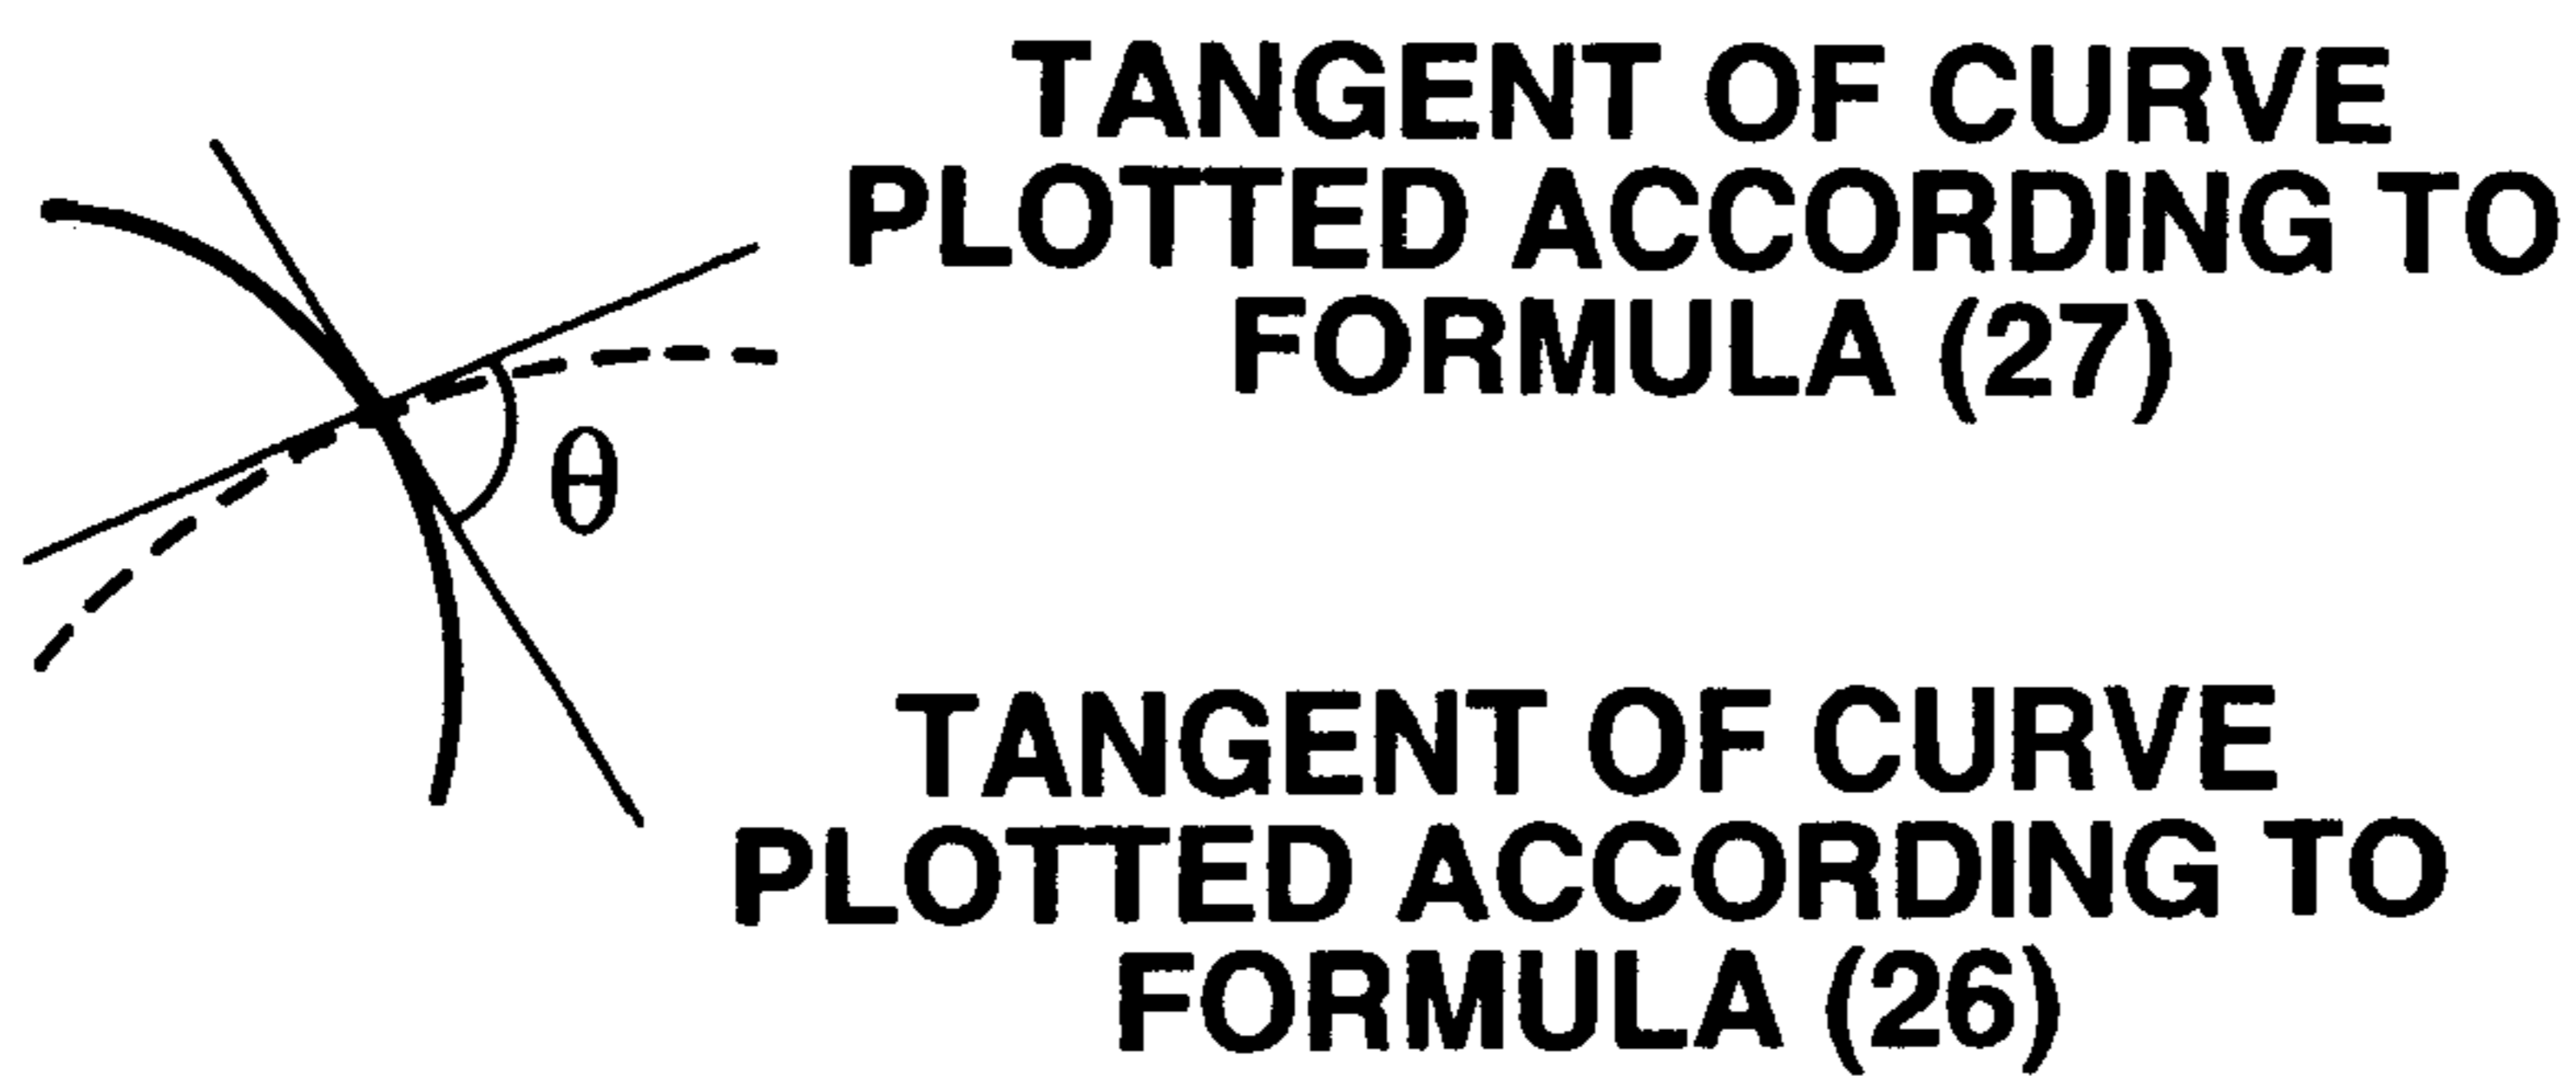 TANGENT OF CURVE
PLOTTED ACCORDING TO
FORMULA (27)
θ
TANGENT OF CURVE
PLOTTED ACCORDING TO
FORMULA (26)